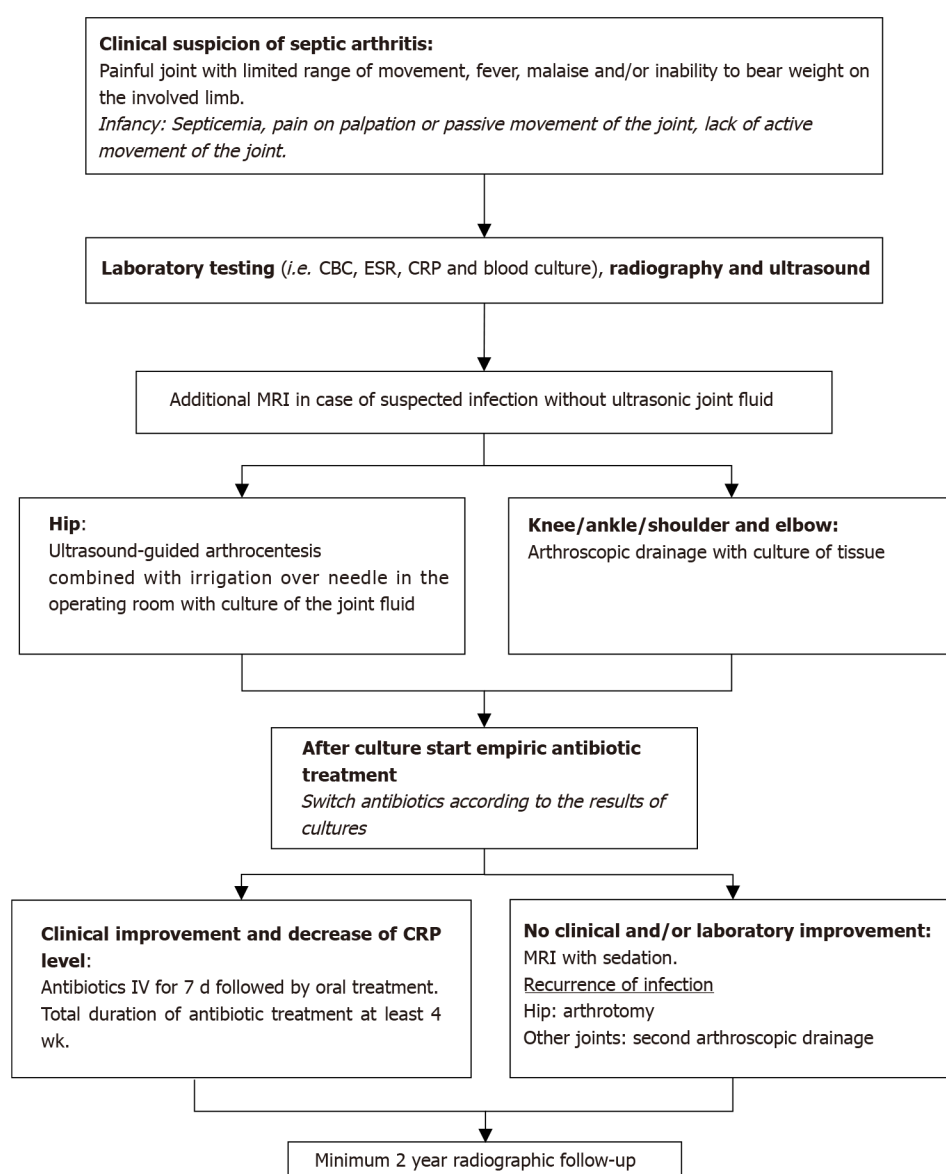 Clinical suspicion of septic arthritis:
Painful joint with limited range of movement, fever, malaise and/or inability to bear weight on
the involved limb.
Infancy: Septicemia, pain on palpation or passive movement of the joint, lack of active
movement of the joint.
Laboratory testing (i.e. CBC, ESR, CRP and blood culture), radiography and ultrasound
Additional MRI in case of suspected infection without ultrasonic joint fluid
Hip:
Ultrasound-guided arthrocentesis
combined with irrigation over needle in the
operating room with culture of the joint fluid
Knee/ankle/shoulder and elbow:
Arthroscopic drainage with culture of tissue
After culture start empiric antibiotic
treatment
Switch antibiotics according to the results of
cultures
Clinical improvement and decrease of CRP
level:
Antibiotics IV for 7 d followed by oral treatment.
Total duration of antibiotic treatment at least 4
wk.
No clinical and/or laboratory improvement:
MRI with sedation.
Recurrence of infection
Hip: arthrotomy
Other joints: second arthroscopic drainage
Minimum 2 year radiographic follow-up